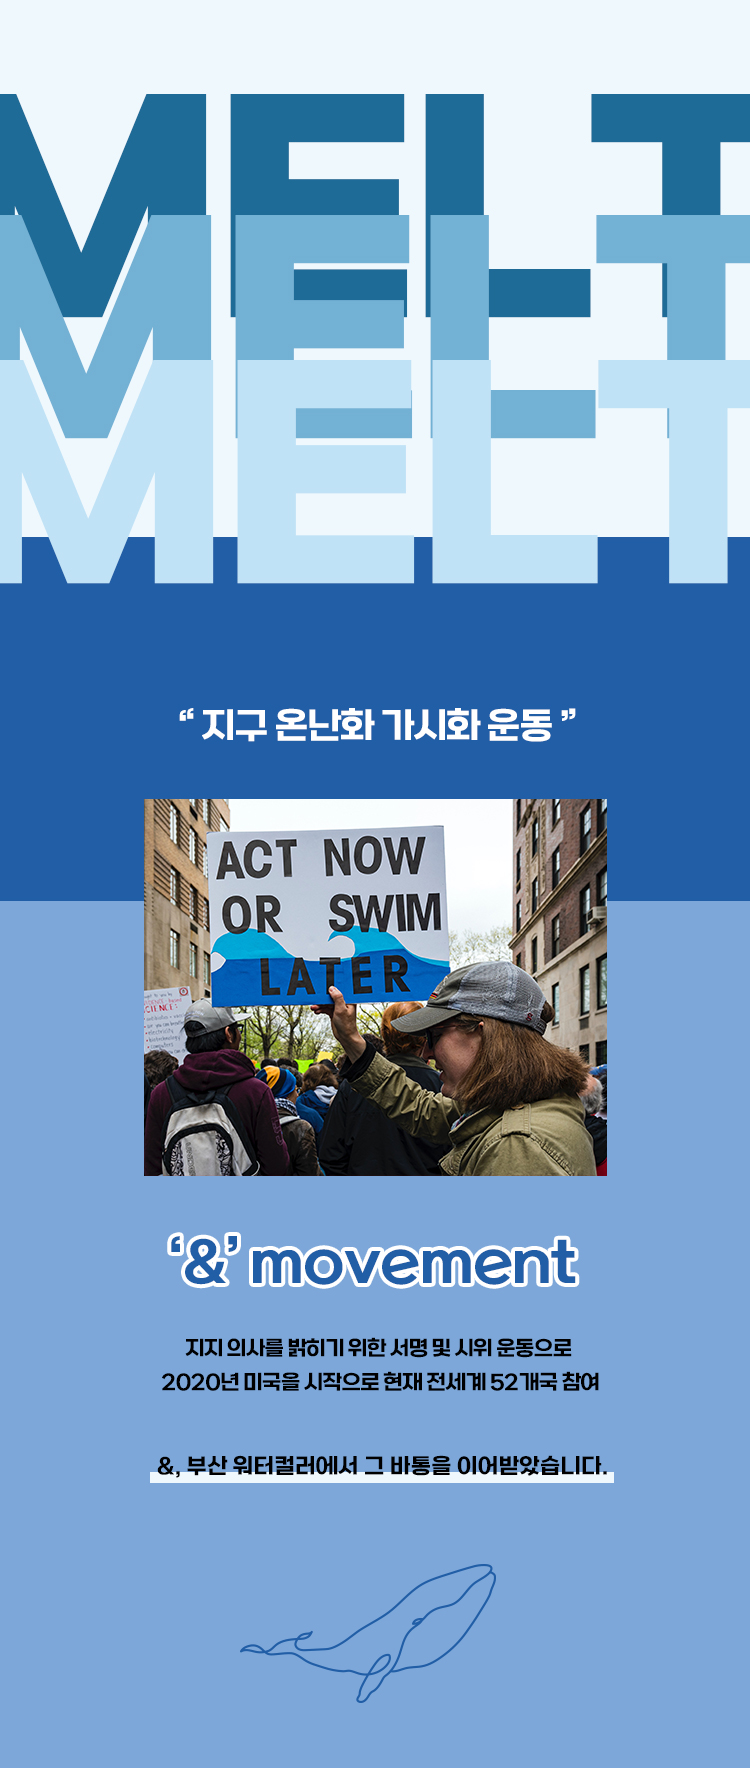 MELT
MELT
MELT
“ 지구 온난화 가시화 운동 ”
ACT NOW
OR SWIM
LATER
SCIENCE:
• electricity
• biotechnology
• computers
‘&’ movement
지지 의사를 밝히기 위한 서명 및 시위 운동으로
2020년 미국을 시작으로 현재 전세계 52개국 참여
&, 부산 워터컬러에서 그 바통을 이어받았습니다.